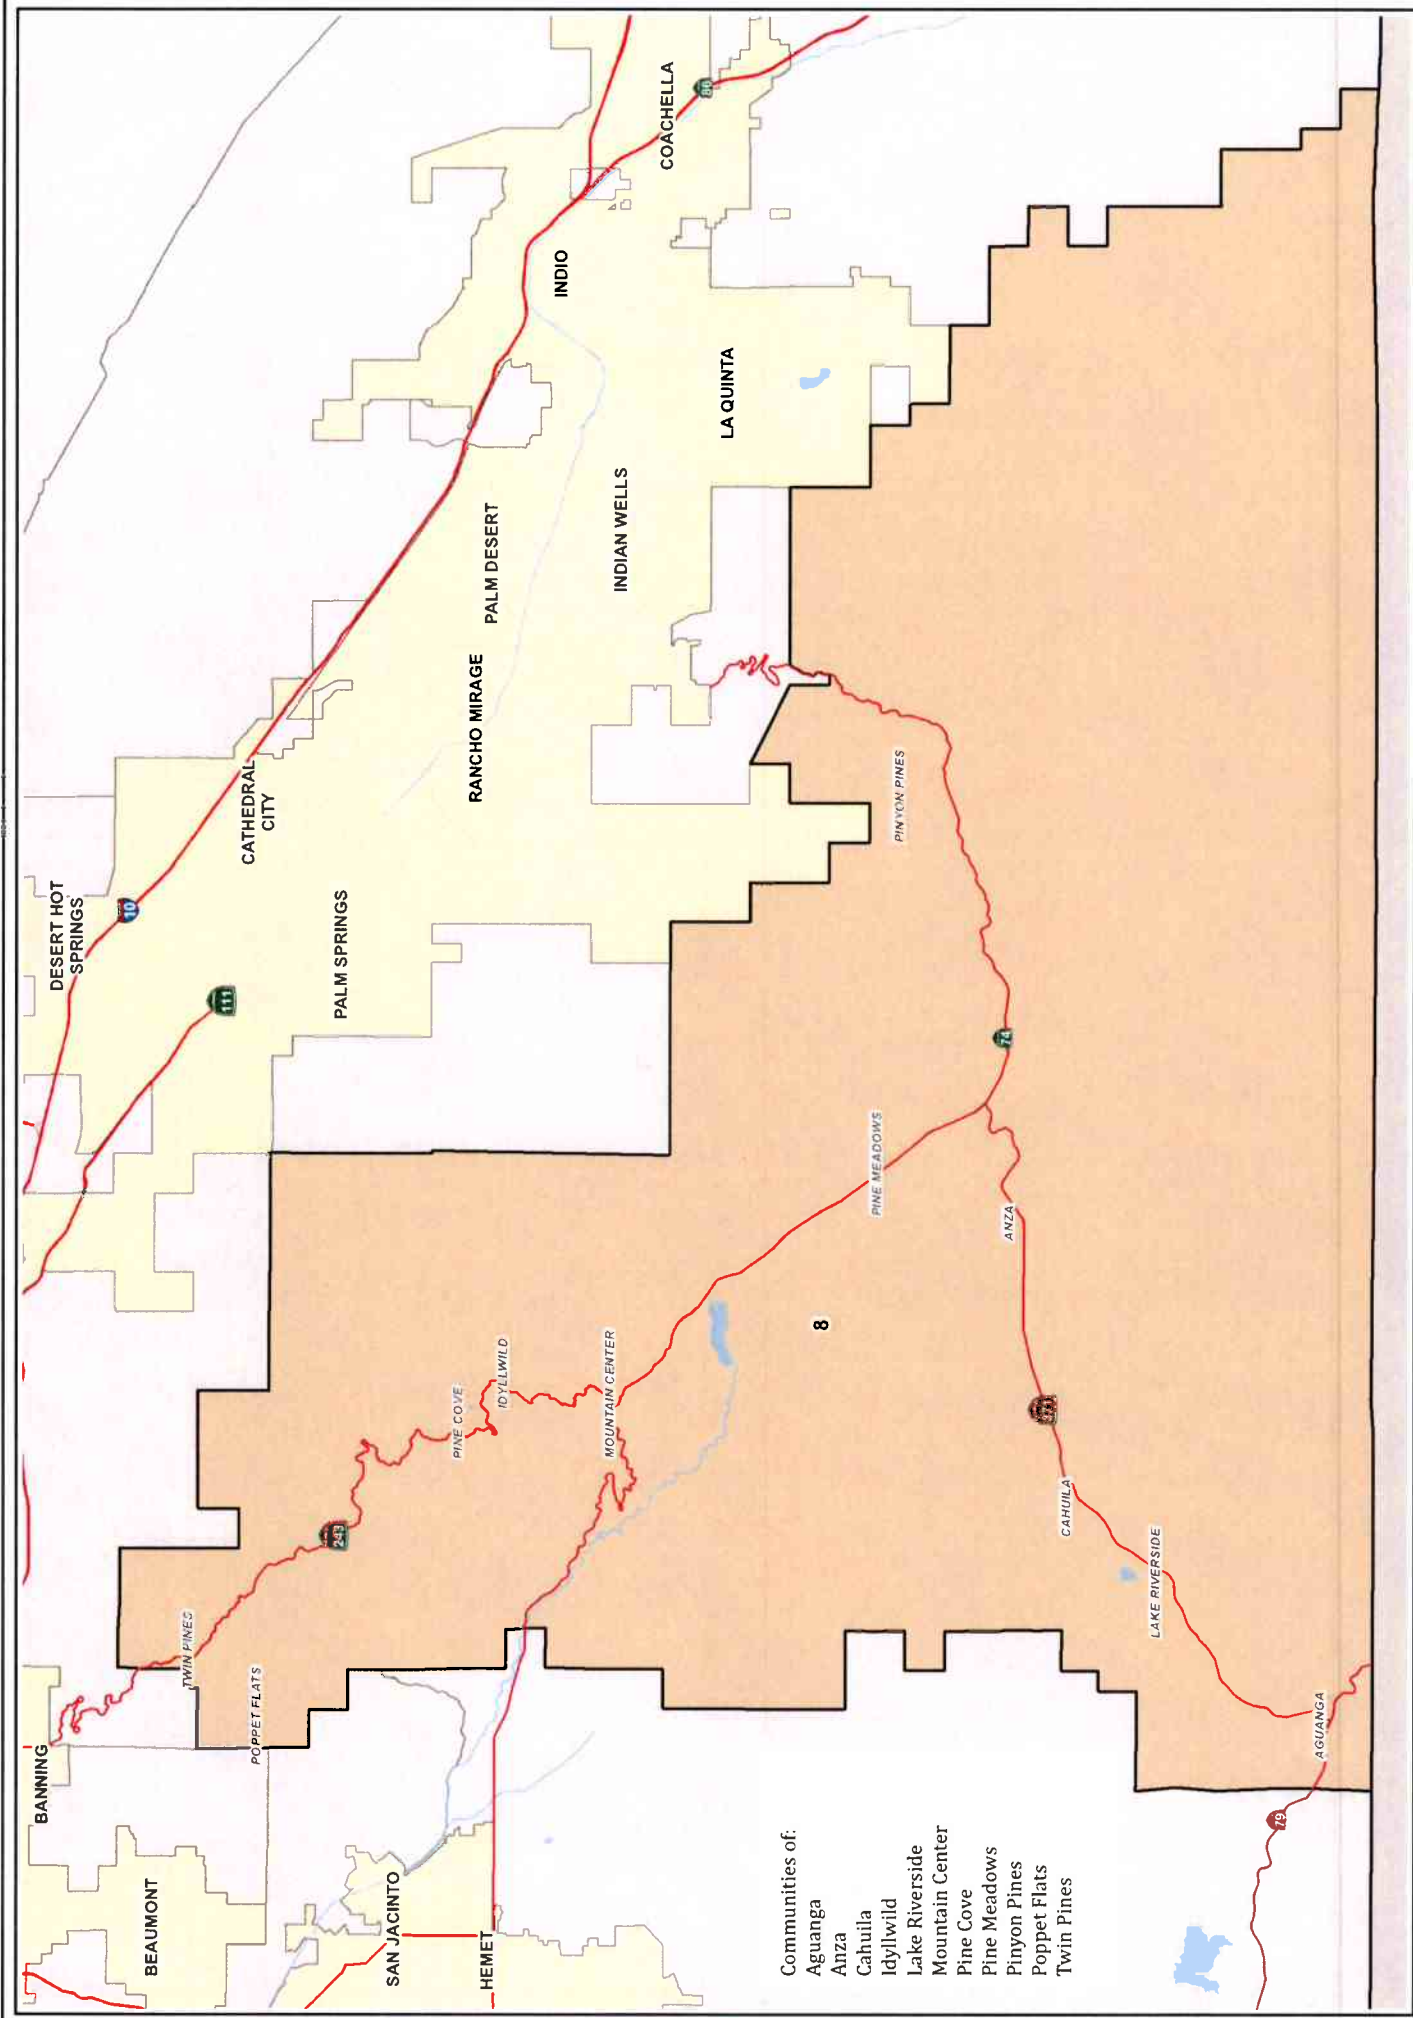 BANNING
BEAUMONT
SAN JACINTO
HEMET
DESERT HOT
SPRINGS
10
111
CATHEDRAL
CITY
PALM SPRINGS
RANCHO MIRAGE
PALM DESERT
INDIAN WELLS
INDIO
LA QUINTA
COACHELLA
86
TWIN PINES
POPPET FLATS
243
PINE COVE
IDYLLWILD
MOUNTAIN CENTER
PINE MEADOWS
PINYON PINES
74
8
ANZA
371
CAHUILA
LAKE RIVERSIDE
AGUANGA
79
Communities of:
Aguanga
Anza
Cahuila
Idyllwild
Lake Riverside
Mountain Center
Pine Cove
Pine Meadows
Pinyon Pines
Poppet Flats
Twin Pines